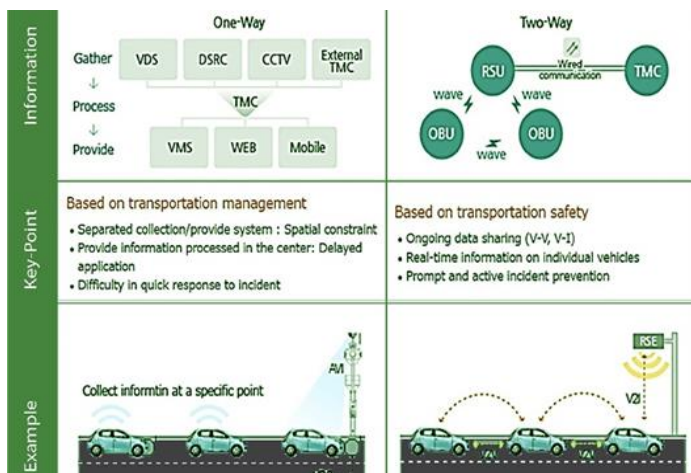 One-Way
Two-Way
Information
Gather
Process
Provide
VDS
DSRC
CCTV
External
TMC
TMC
VMS
WEB
Mobile
RSU
Wired
communication
TMC
wave
wave
OBU
OBU
wave
Key-Point
Based on transportation management
• Separated collection/provide system : Spatial constraint
• Provide information processed in the center: Delayed
application
• Difficulty in quick response to incident
Based on transportation safety
• Ongoing data sharing (V-V, V-I)
• Real-time information on individual vehicles
• Prompt and active incident prevention
Example
Collect informtin at a specific point
AVI
RSE
V2I